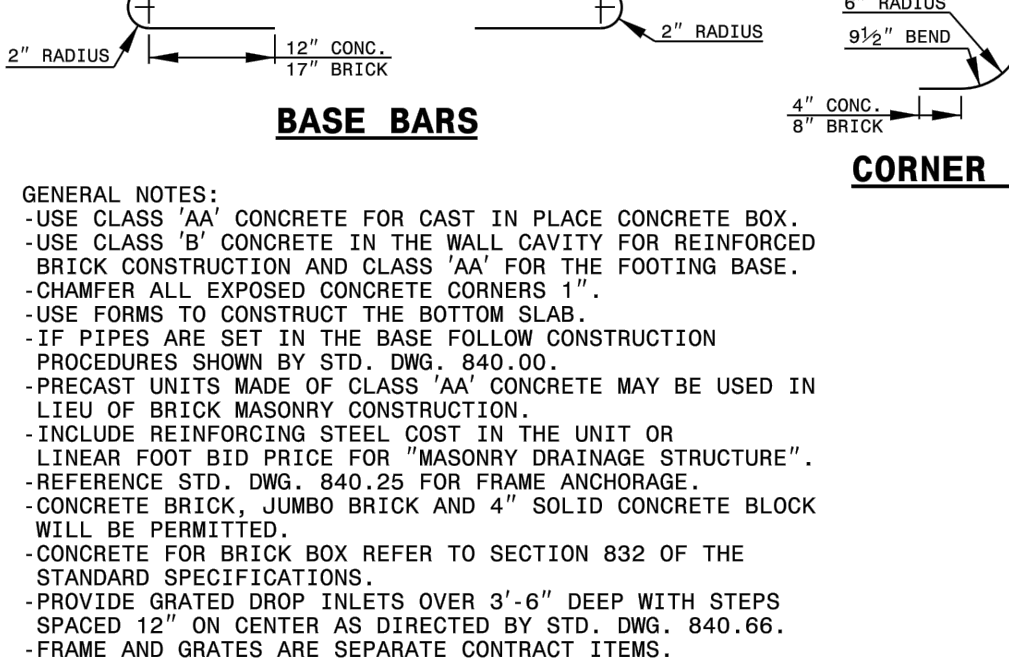 6" RADIUS
2" RADIUS
9½" BEND
2" RADIUS
12" CONC.
17" BRICK
4" CONC.
8" BRICK
BASE BARS
CORNER
GENERAL NOTES:
-USE CLASS 'AA' CONCRETE FOR CAST IN PLACE CONCRETE BOX.
-USE CLASS 'B' CONCRETE IN THE WALL CAVITY FOR REINFORCED
BRICK CONSTRUCTION AND CLASS 'AA' FOR THE FOOTING BASE.
-CHAMFER ALL EXPOSED CONCRETE CORNERS 1".
-USE FORMS TO CONSTRUCT THE BOTTOM SLAB.
-IF PIPES ARE SET IN THE BASE FOLLOW CONSTRUCTION
PROCEDURES SHOWN BY STD. DWG. 840.00.
-PRECAST UNITS MADE OF CLASS 'AA' CONCRETE MAY BE USED IN
LIEU OF BRICK MASONRY CONSTRUCTION.
-INCLUDE REINFORCING STEEL COST IN THE UNIT OR
LINEAR FOOT BID PRICE FOR "MASONRY DRAINAGE STRUCTURE".
-REFERENCE STD. DWG. 840.25 FOR FRAME ANCHORAGE.
-CONCRETE BRICK, JUMBO BRICK AND 4" SOLID CONCRETE BLOCK
WILL BE PERMITTED.
-CONCRETE FOR BRICK BOX REFER TO SECTION 832 OF THE
STANDARD SPECIFICATIONS.
-PROVIDE GRATED DROP INLETS OVER 3'-6" DEEP WITH STEPS
SPACED 12" ON CENTER AS DIRECTED BY STD. DWG. 840.66.
-FRAME AND GRATES ARE SEPARATE CONTRACT ITEMS.